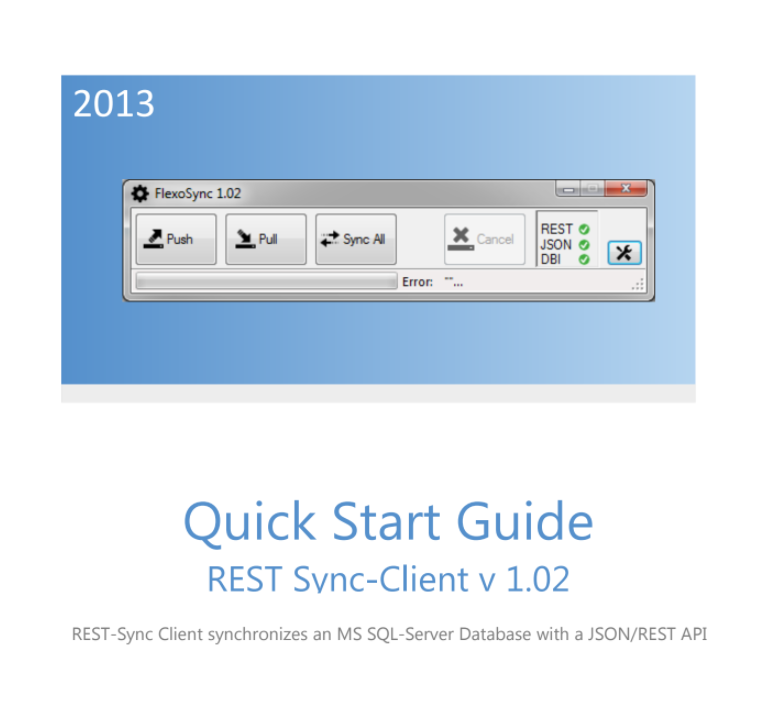 2013
FlexoSync 1.02
Push
Pull
Sync All
Cancel
REST
JSON
DBI
Error: ""...
Quick Start Guide
REST Sync-Client v 1.02
REST-Sync Client synchronizes an MS SQL-Server Database with a JSON/REST API